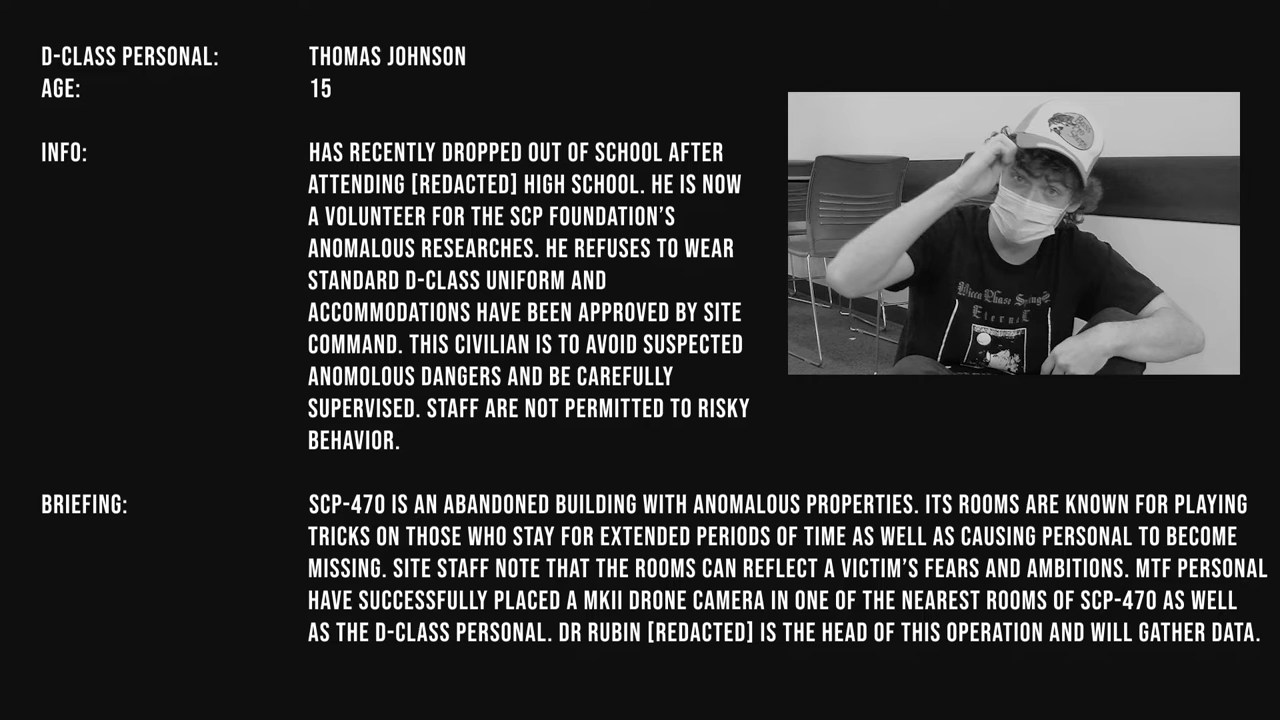 D-CLASS PERSONAL: THOMAS JOHNSON
AGE: 15
INFO: HAS RECENTLY DROPPED OUT OF SCHOOL AFTER
ATTENDING [REDACTED] HIGH SCHOOL. HE IS NOW
A VOLUNTEER FOR THE SCP FOUNDATION'S
ANOMALOUS RESEARCHES. HE REFUSES TO WEAR
STANDARD D-CLASS UNIFORM AND
ACCOMMODATIONS HAVE BEEN APPROVED BY SITE
COMMAND. THIS CIVILIAN IS TO AVOID SUSPECTED
ANOMOLOUS DANGERS AND BE CAREFULLY
SUPERVISED. STAFF ARE NOT PERMITTED TO RISKY
BEHAVIOR.
Wicca Phase Springs
Eternal
BRIEFING: SCP-470 IS AN ABANDONED BUILDING WITH ANOMALOUS PROPERTIES. ITS ROOMS ARE KNOWN FOR PLAYING
TRICKS ON THOSE WHO STAY FOR EXTENDED PERIODS OF TIME AS WELL AS CAUSING PERSONAL TO BECOME
MISSING. SITE STAFF NOTE THAT THE ROOMS CAN REFLECT A VICTIM'S FEARS AND AMBITIONS. MTF PERSONAL
HAVE SUCCESSFULLY PLACED A MKII DRONE CAMERA IN ONE OF THE NEAREST ROOMS OF SCP-470 AS WELL
AS THE D-CLASS PERSONAL. DR RUBIN [REDACTED] IS THE HEAD OF THIS OPERATION AND WILL GATHER DATA.